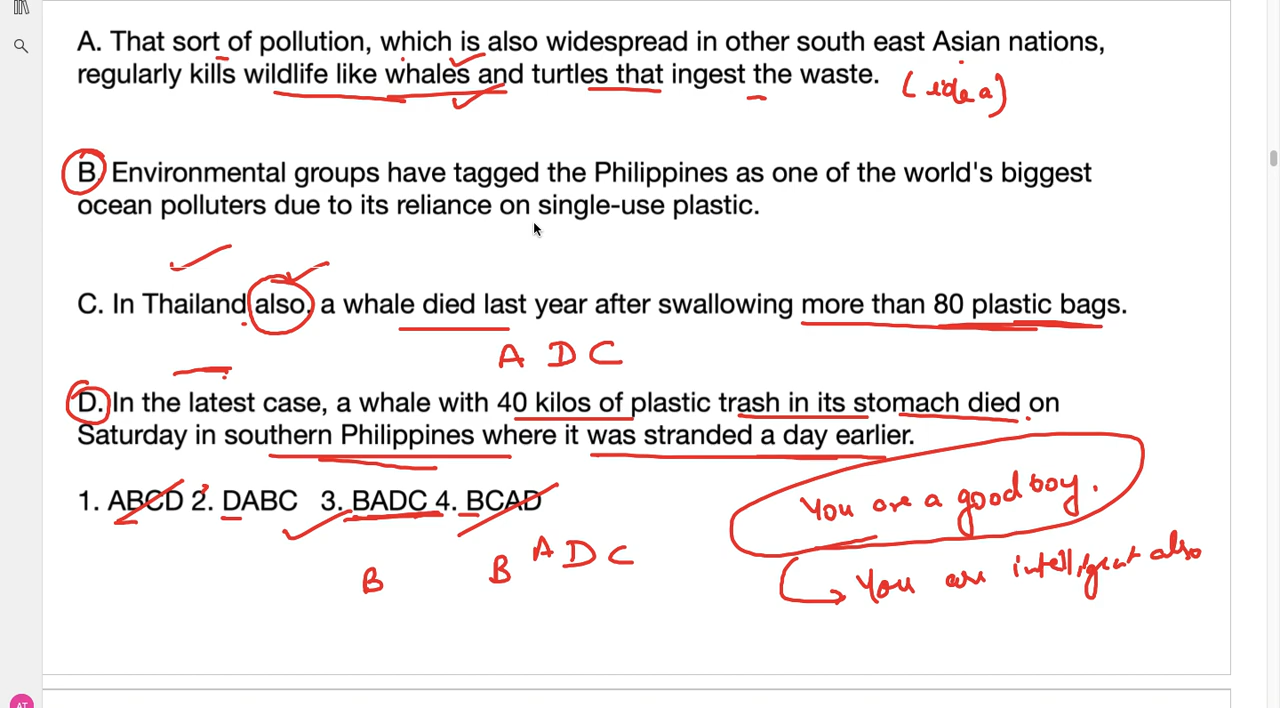 A. That sort of pollution, which is also widespread in other south east Asian nations,
regularly kills wildlife like whales and turtles that ingest the waste.
(idea)
B. Environmental groups have tagged the Philippines as one of the world's biggest
ocean polluters due to its reliance on single-use plastic.
C. In Thailand also, a whale died last year after swallowing more than 80 plastic bags.
A D C
D. In the latest case, a whale with 40 kilos of plastic trash in its stomach died on
Saturday in southern Philippines where it was stranded a day earlier.
1. ABCD 2. DABC 3. BADC 4. BCAD
You are a good boy.
B
B A D C
You are intelligent also
AT